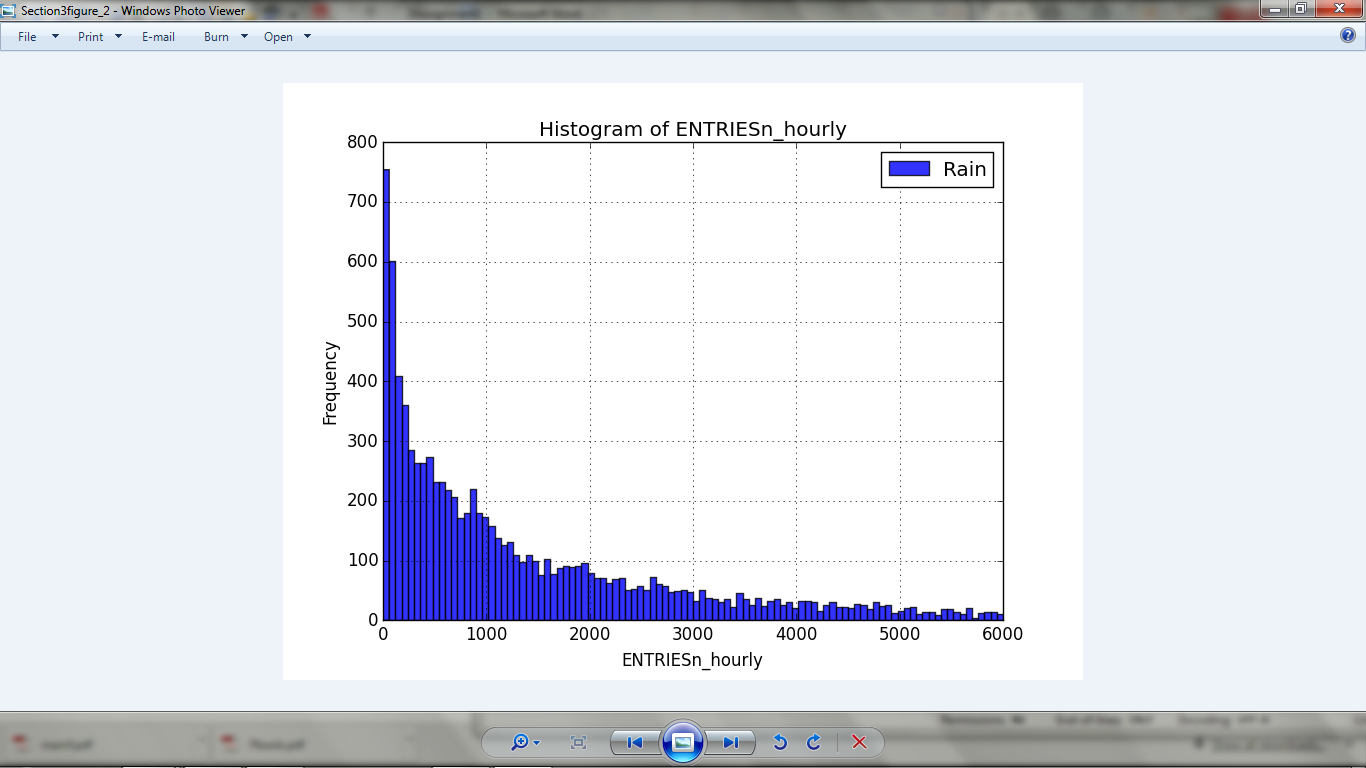 Section3figure_2 - Windows Photo Viewer
File Print E-mail Burn Open
Histogram of ENTRIESn_hourly
Rain
800
700
600
500
400
300
200
100
0
Frequency
0 1000 2000 3000 4000 5000 6000
ENTRIESn_hourly